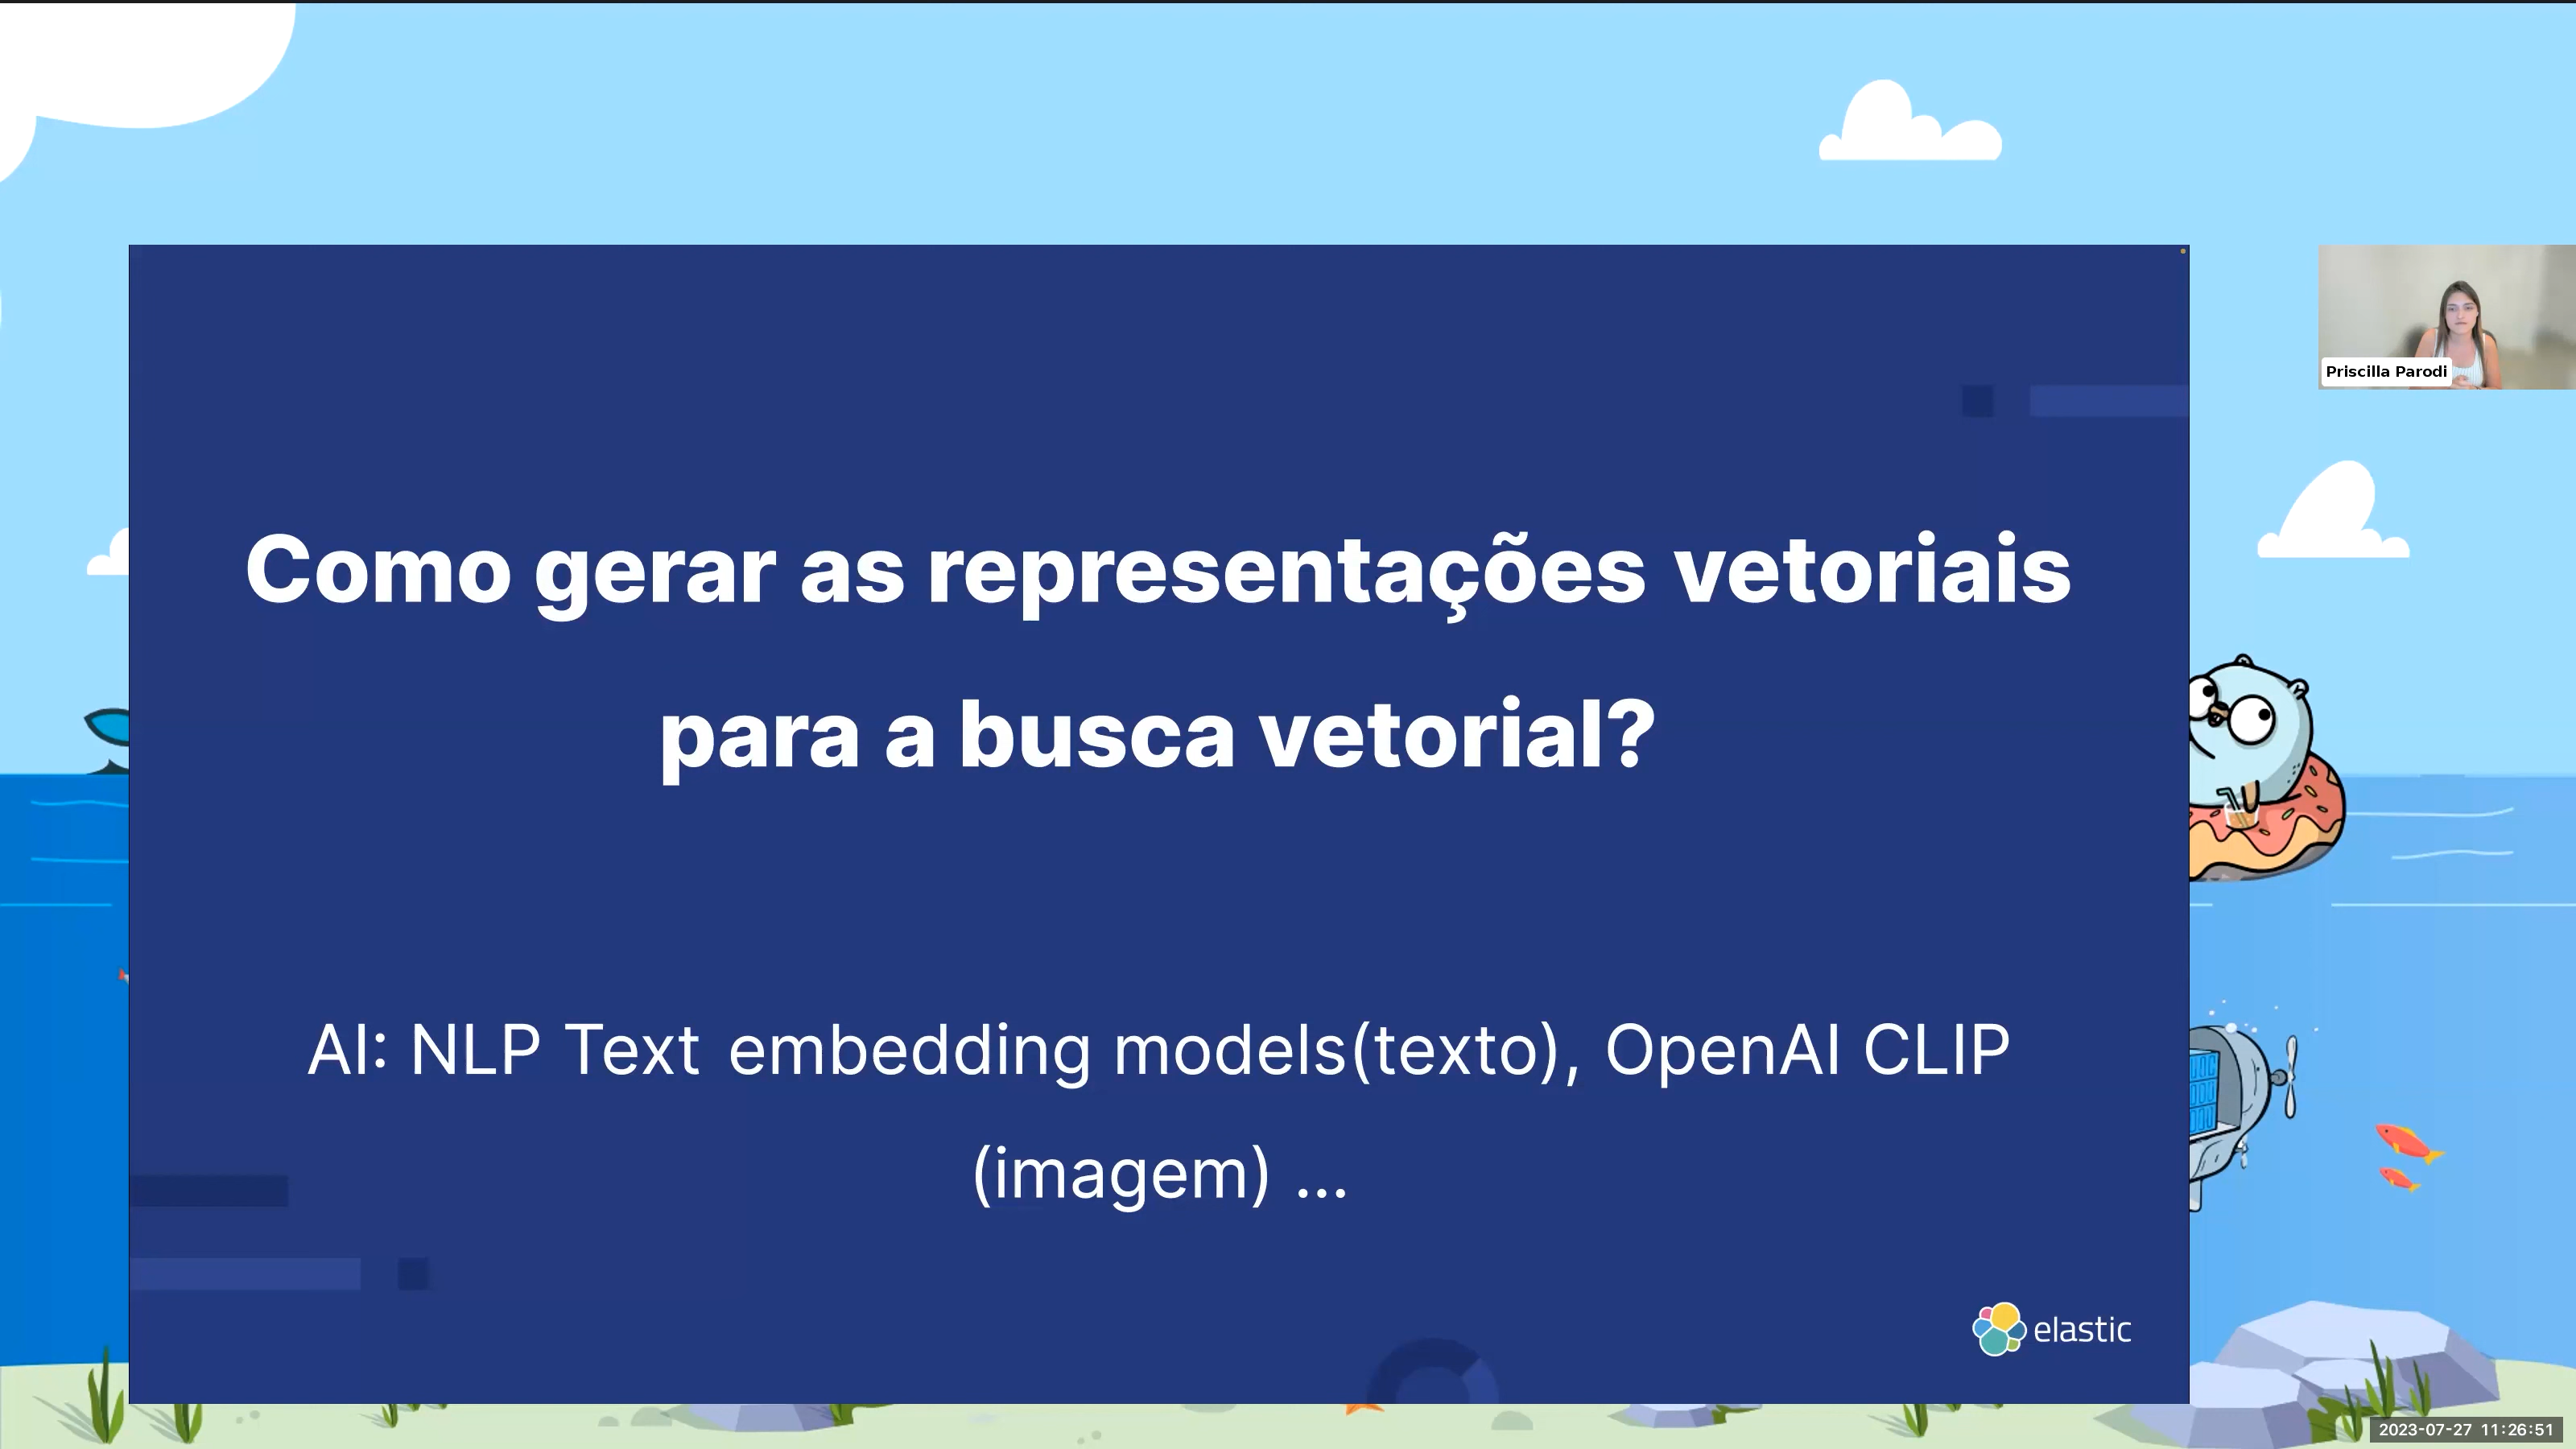 Priscilla Parodi
Como gerar as representações vetoriais
para a busca vetorial?
AI: NLP Text embedding models(texto), OpenAI CLIP
(imagem) ...
elastic
2023-07-27 11:26:51